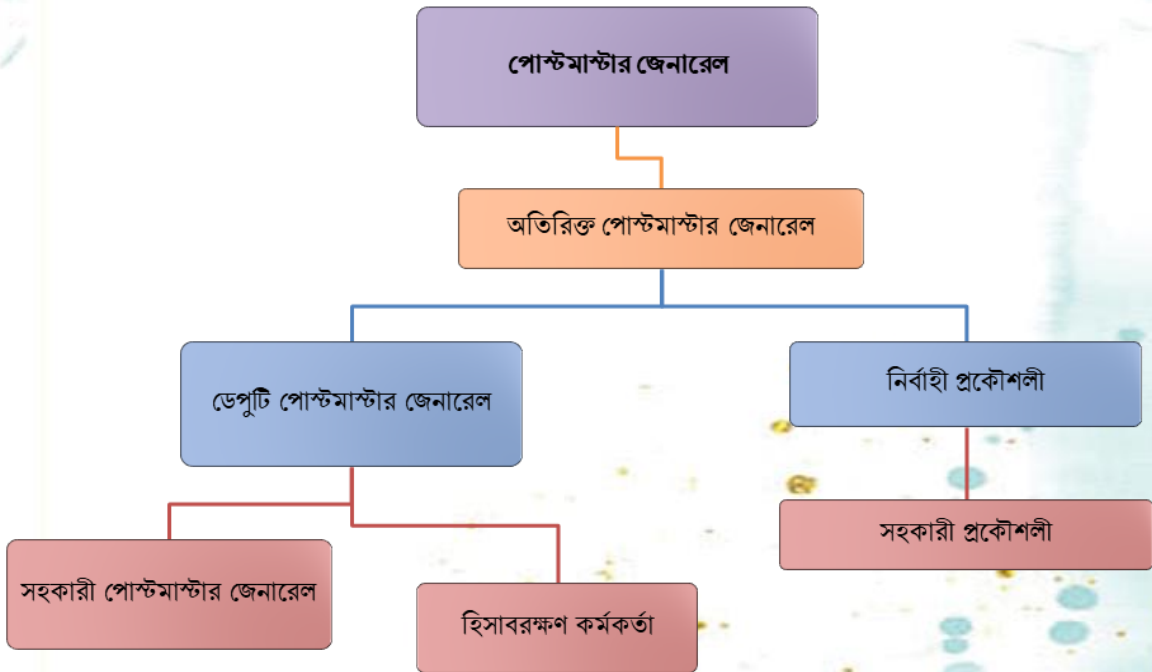 পোস্টমাস্টার জেনারেল
অতিরিক্ত পোস্টমাস্টার জেনারেল
ডেপুটি পোস্টমাস্টার জেনারেল
নির্বাহী প্রকৌশলী
সহকারী পোস্টমাস্টার জেনারেল
হিসাবরক্ষণ কর্মকর্তা
সহকারী প্রকৌশলী